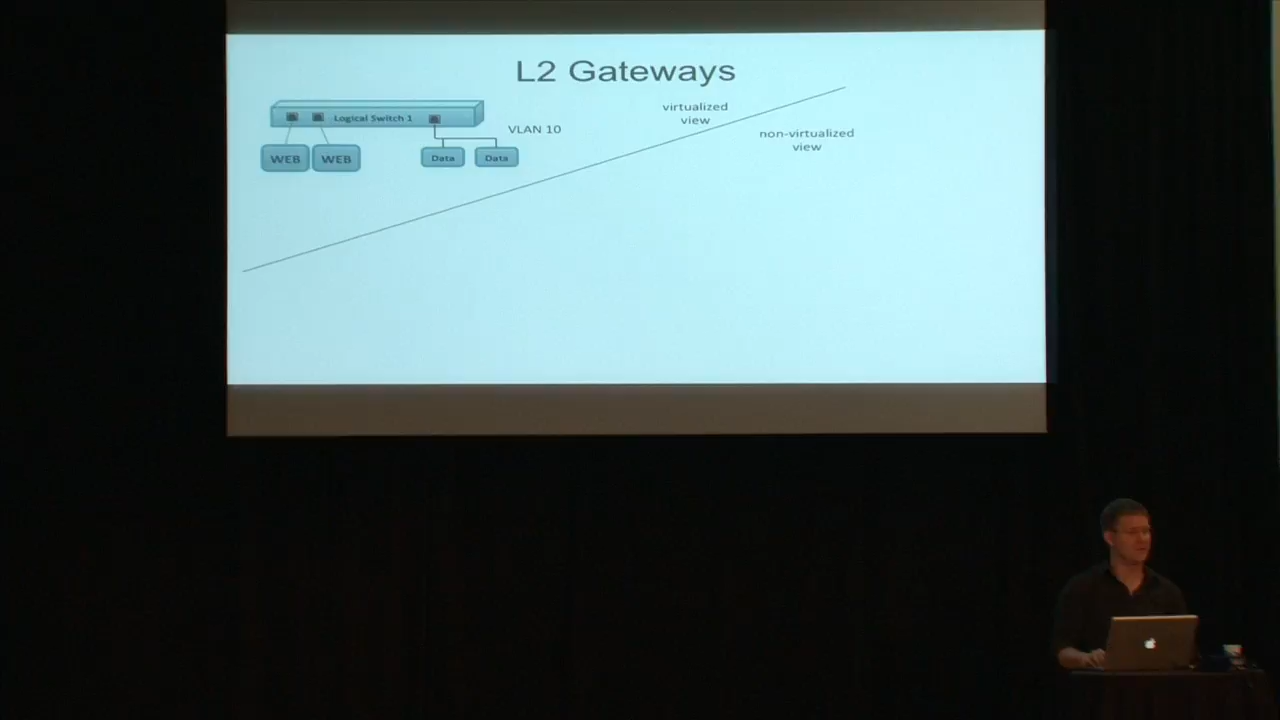 L2 Gateways
Logical Switch 1
VLAN 10
WEB
WEB
Data
Data
virtualized
view
non-virtualized
view